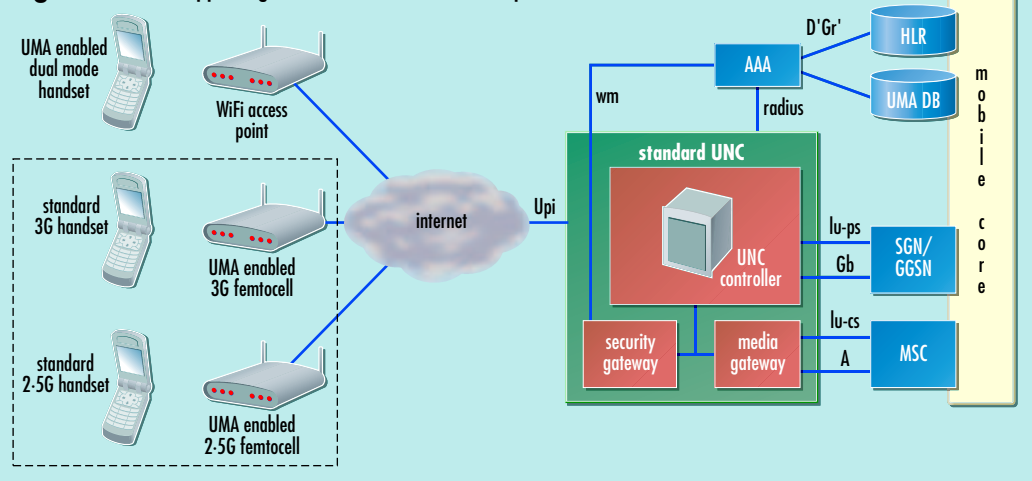 UMA enabled
dual mode
handset
WiFi access
point
standard
3G handset
UMA enabled
3G femtocell
standard
2·5G handset
UMA enabled
2·5G femtocell
internet
Upi
wm
AAA
radius
D'Gr'
HLR
UMA DB
standard UNC
UNC
controller
security
gateway
media
gateway
Iu-ps
Gb
Iu-cs
A
SGN/
GGSN
MSC
mobile
core